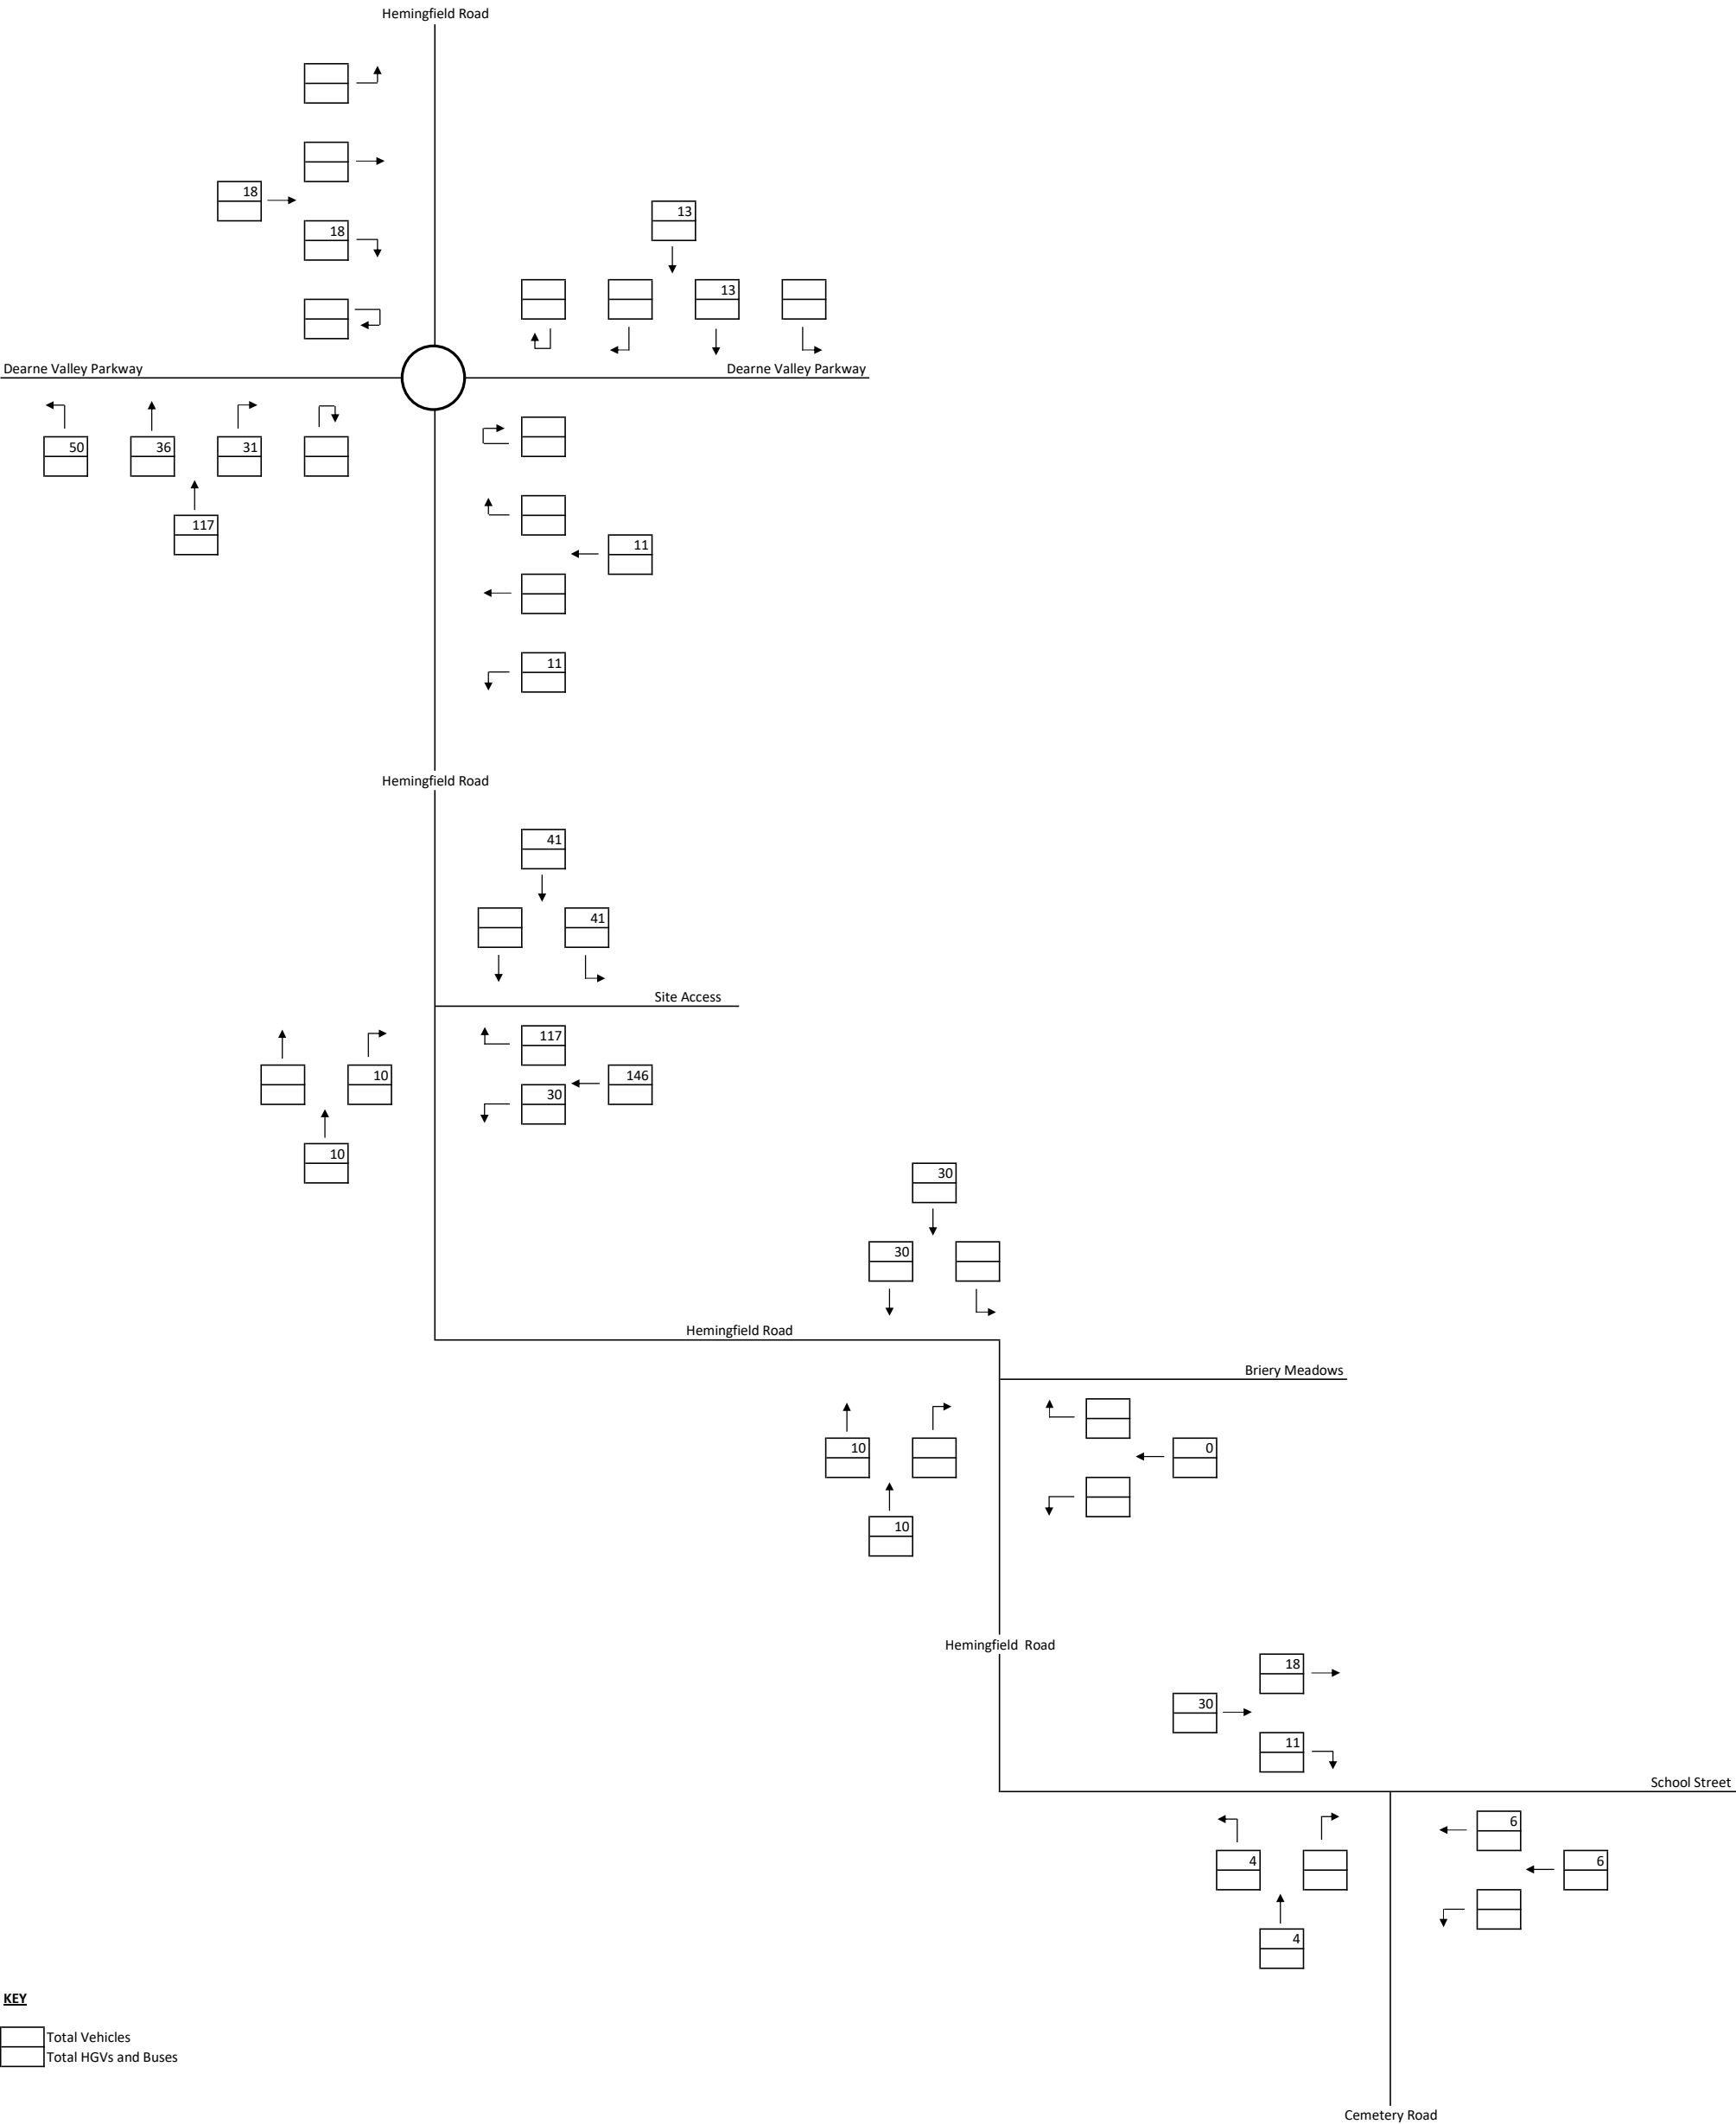 Hemingfield Road
18
13
18
13
Dearne Valley Parkway
Dearne Valley Parkway
50
36
31
117
11
11
Hemingfield Road
41
41
Site Access
117
10
146
30
10
30
30
Hemingfield Road
Briery Meadows
10
0
10
Hemingfield  Road
18
30
11
School Street
6
4
6
4
KEY
Total Vehicles
Total HGVs and Buses
Cemetery Road